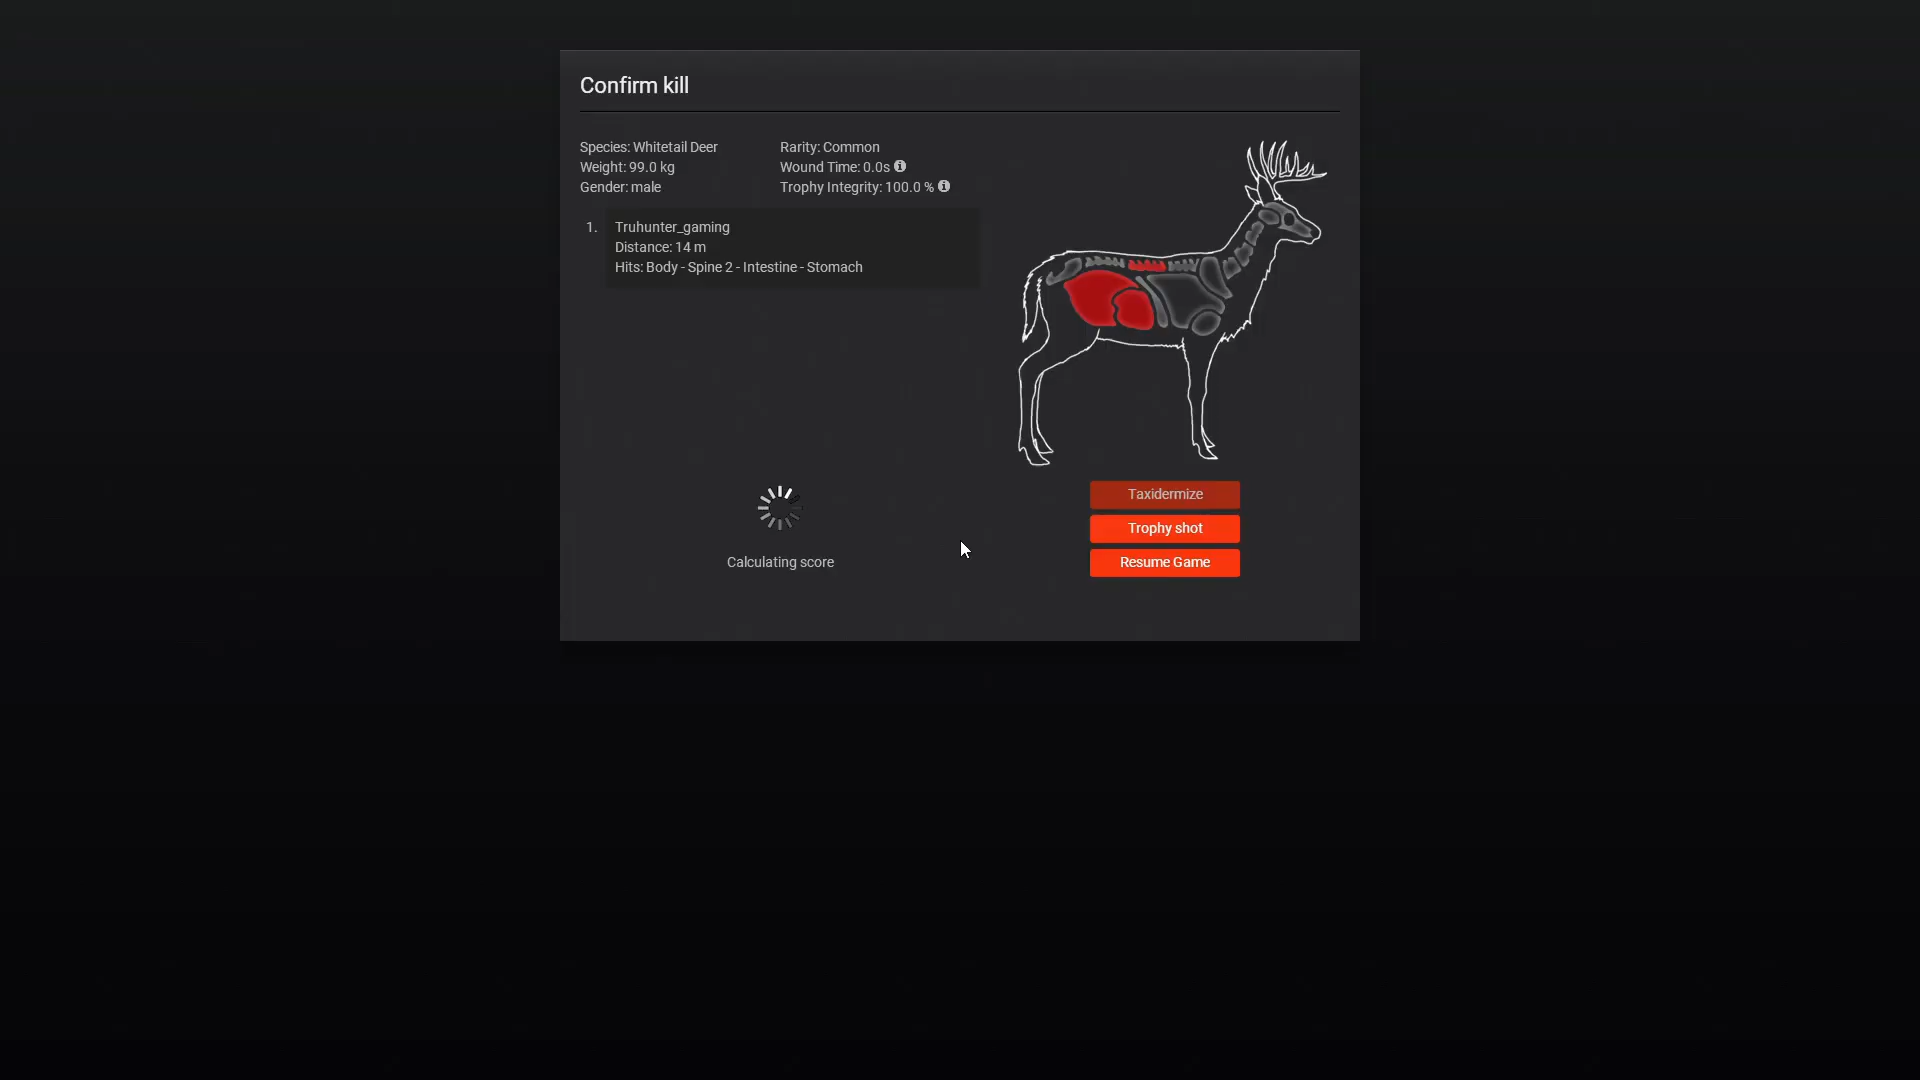 Confirm kill
Species: Whitetail Deer
Weight: 99.0 kg
Gender: male
Rarity: Common
Wound Time: 0.0s
Trophy Integrity: 100.0 %
1.
Truhunter_gaming
Distance: 14 m
Hits: Body - Spine 2 - Intestine - Stomach
Calculating score
Taxidermize
Trophy shot
Resume Game